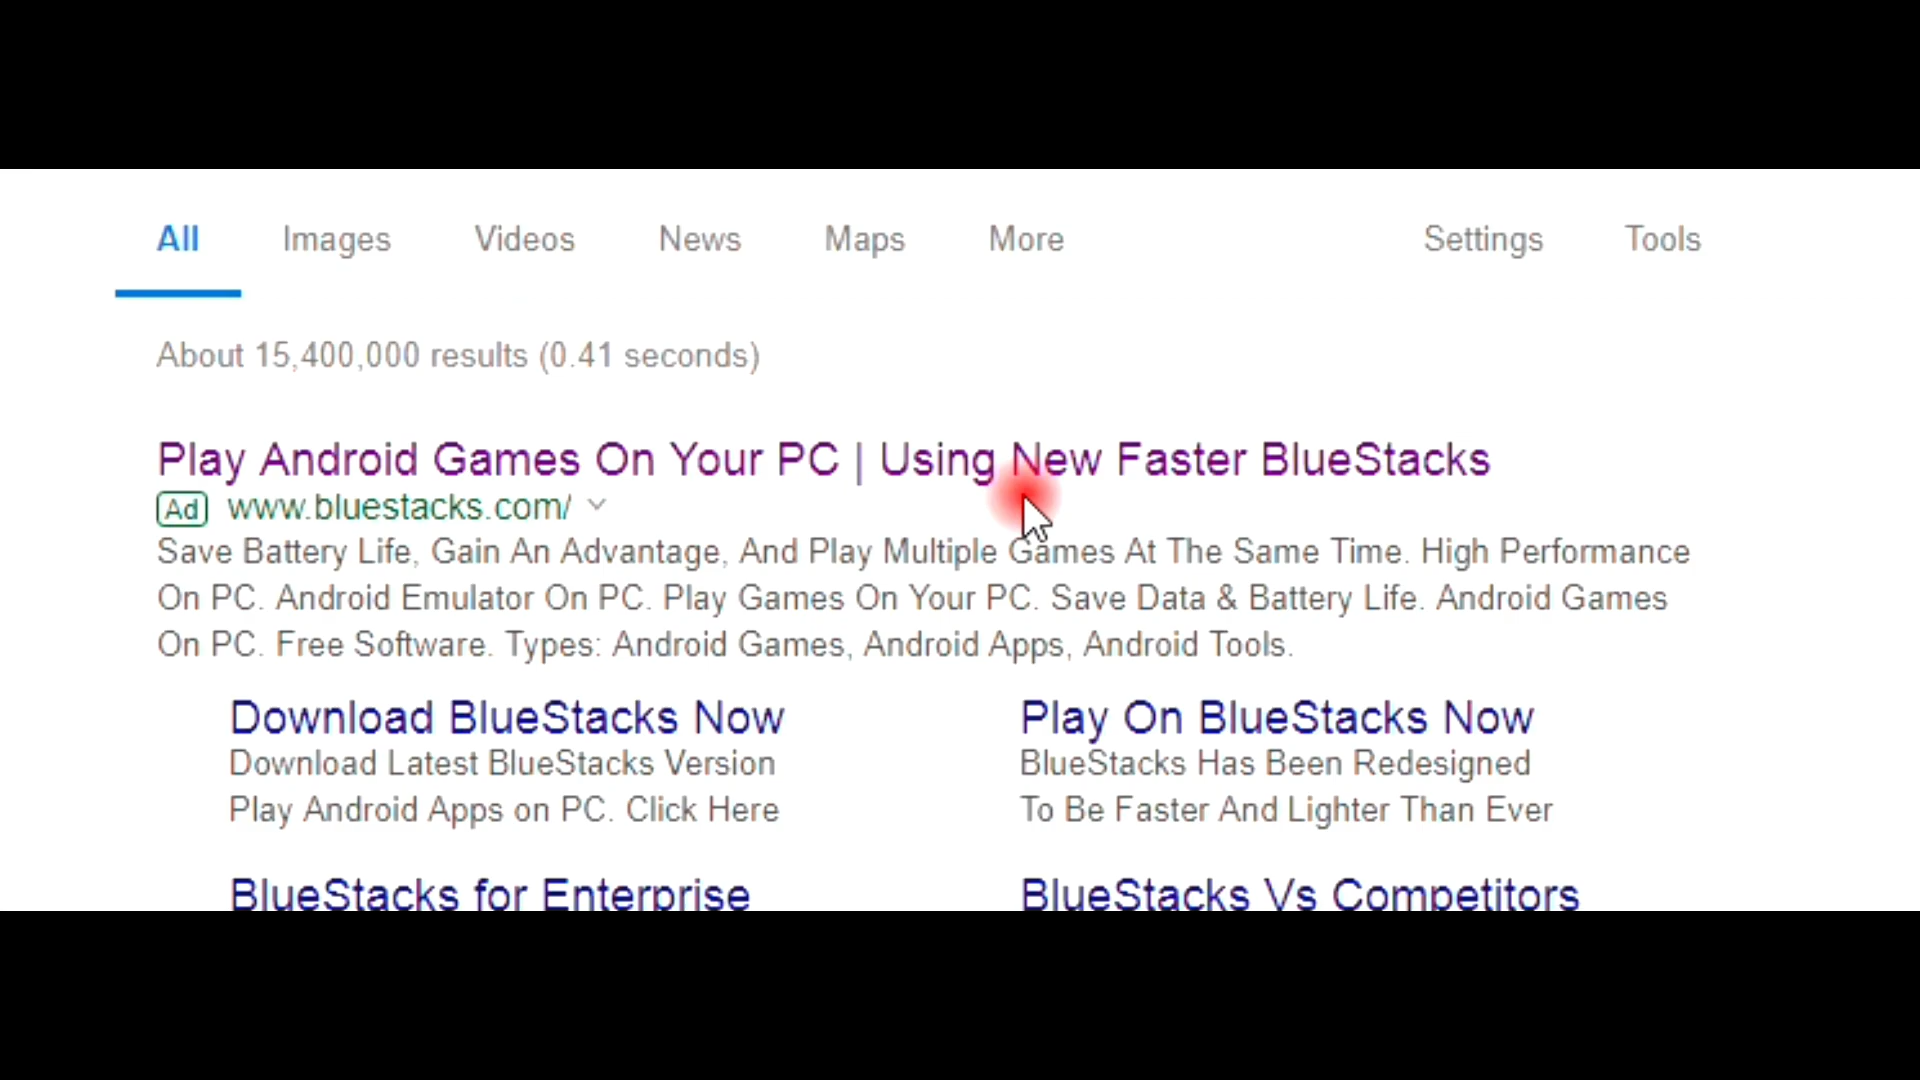 All Images Videos News Maps More Settings Tools
About 15,400,000 results (0.41 seconds)
Play Android Games On Your PC | Using New Faster BlueStacks
Ad www.bluestacks.com/
Save Battery Life, Gain An Advantage, And Play Multiple Games At The Same Time. High Performance
On PC. Android Emulator On PC. Play Games On Your PC. Save Data & Battery Life. Android Games
On PC. Free Software. Types: Android Games, Android Apps, Android Tools.
Download BlueStacks Now
Download Latest BlueStacks Version
Play Android Apps on PC. Click Here
Play On BlueStacks Now
BlueStacks Has Been Redesigned
To Be Faster And Lighter Than Ever
BlueStacks for Enterprise
BlueStacks Vs Competitors